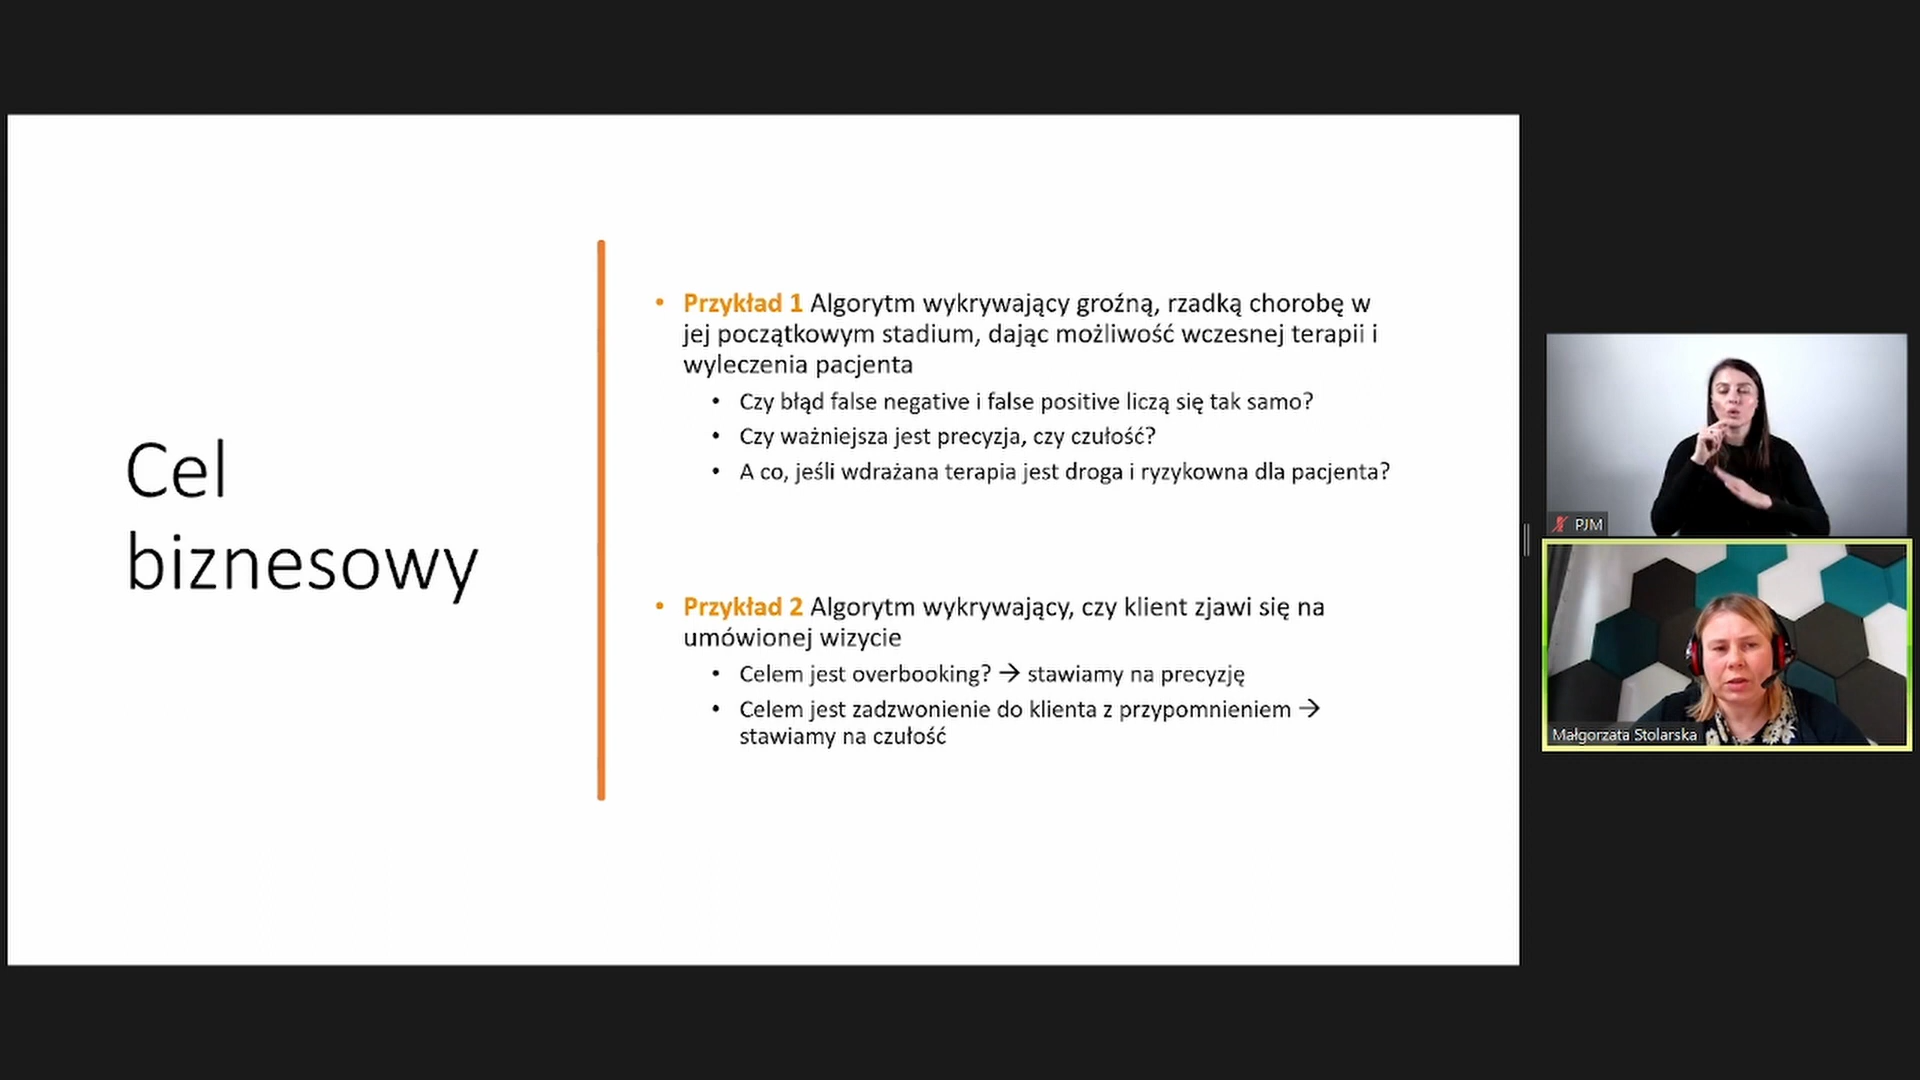 Cel
biznesowy
• Przykład 1 Algorytm wykrywający groźną, rzadką chorobę w
jej początkowym stadium, dając możliwość wczesnej terapii i
wyleczenia pacjenta
• Czy błąd false negative i false positive liczą się tak samo?
• Czy ważniejsza jest precyzja, czy czułość?
• A co, jeśli wdrażana terapia jest droga i ryzykowna dla pacjenta?
• Przykład 2 Algorytm wykrywający, czy klient zjawi się na
umówionej wizycie
• Celem jest overbooking? → stawiamy na precyzję
• Celem jest zadzwonienie do klienta z przypomnieniem →
stawiamy na czułość
PJM
Małgorzata Stolarska